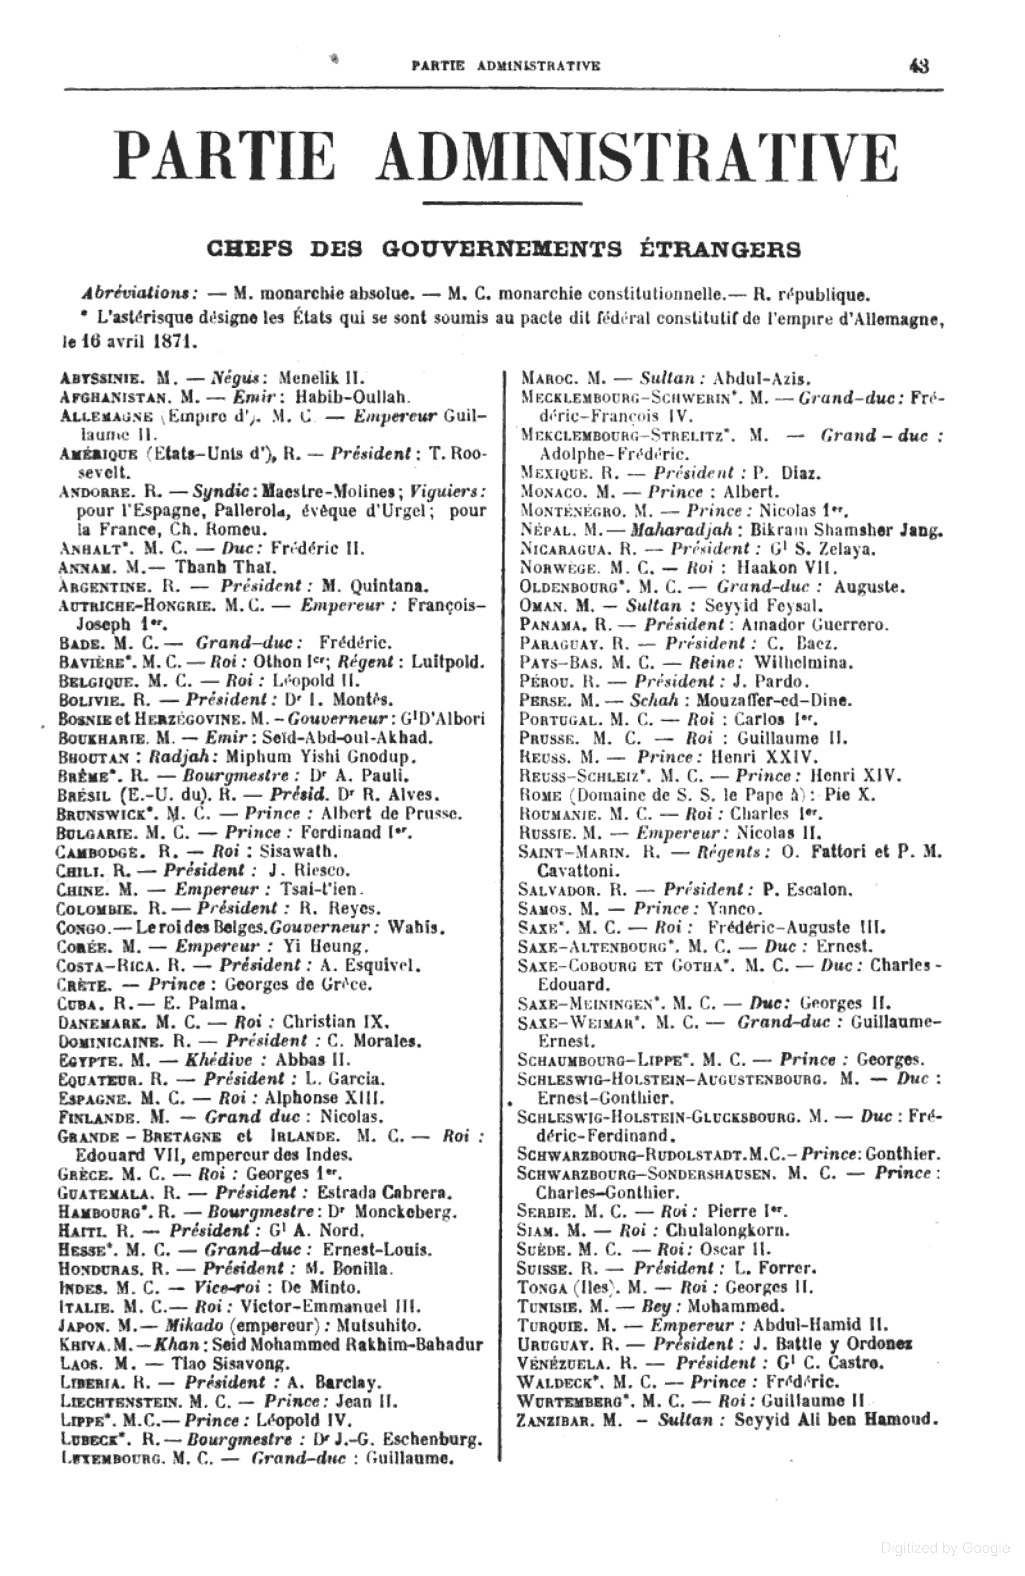 PARTIE ADMINISTRATIVE 43
PARTIE ADMINISTRATIVE
CHEFS DES GOUVERNEMENTS ÉTRANGERS
Abréviations : — M. monarchie absolue. — M. C. monarchie constitutionnelle. — R. république.
* L'astérisque désigne les États qui se sont soumis au pacte dit fédéral constitutif de l'empire d'Allemagne,
le 16 avril 1871.
ABYSSINIE. M. — Négus : Menelik II.
AFGHANISTAN. M. — Emir : Habib-Oullah.
ALLEMAGNE (Empire d'). M. C. — Empereur Guil-
laume II.
AMÉRIQUE (Etats-Unis d'), R. — Président : T. Roo-
sevelt.
ANDORRE. R. — Syndic : Maestre-Molines ; Viguiers :
pour l'Espagne, Pallerola, évêque d'Urgel ; pour
la France, Ch. Romeu.
ANHALT*. M. C. — Duc : Frédéric II.
ANNAM. M. — Thanh Thaï.
ARGENTINE. R. — Président : M. Quintana.
AUTRICHE-HONGRIE. M. C. — Empereur : François-
Joseph 1er.
BADE. M. C. — Grand-duc : Frédéric.
BAVIÈRE*. M. C. — Roi : Othon Ier; Régent : Luitpold.
BELGIQUE. M. C. — Roi : Léopold II.
BOLIVIE. R. — Président : Dr I. Montès.
BOSNIE et HERZÉGOVINE. M. – Gouverneur : Gl D'Albori
BOUKHARIE. M. — Emir : Seïd-Abd-oul-Akhad.
BHOUTAN : Radjah : Miphum Yishi Gnodup.
BRÊME*. R. — Bourgmestre : Dr A. Pauli.
BRÉSIL (E.-U. du). R. — Présid. Dr R. Alves.
BRUNSWICK*. M. C. — Prince : Albert de Prusse.
BULGARIE. M. C. — Prince : Ferdinand Ier.
CAMBODGE. R. — Roi : Sisawath.
CHILI. R. — Président : J. Riesco.
CHINE. M. — Empereur : Tsai-t'ien.
COLOMBIE. R. — Président : R. Reyes.
CONGO. — Le roi des Belges. Gouverneur : Wahis.
CORÉE. M. — Empereur : Yi Heung.
COSTA-RICA. R. — Président : A. Esquivel.
CRÈTE. — Prince : Georges de Grèce.
CUBA. R. — E. Palma.
DANEMARK. M. C. — Roi : Christian IX.
DOMINICAINE. R. — Président : C. Morales.
EGYPTE. M. — Khédive : Abbas II.
EQUATEUR. R. — Président : L. Garcia.
ESPAGNE. M. C. — Roi : Alphonse XIII.
FINLANDE. M. — Grand duc : Nicolas.
GRANDE-BRETAGNE et IRLANDE. M. C. — Roi :
Edouard VII, empereur des Indes.
GRÈCE. M. C. — Roi : Georges 1er.
GUATEMALA. R. — Président : Estrada Cabrera.
HAMBOURG*. R. — Bourgmestre : Dr Monckeberg.
HAITI. R. — Président : Gl A. Nord.
HESSE*. M. C. — Grand-duc : Ernest-Louis.
HONDURAS. R. — Président : M. Bonilla.
INDES. M. C. — Vice-roi : De Minto.
ITALIE. M. C. — Roi : Victor-Emmanuel III.
JAPON. M. — Mikado (empereur) : Mutsuhito.
KHIVA. M. — Khan : Seid Mohammed Rakhim-Bahadur
LAOS. M. — Tiao Sisavong.
LIBERIA. R. — Président : A. Barclay.
LIECHTENSTEIN. M. C. — Prince : Jean II.
LIPPE*. M. C. — Prince : Léopold IV.
LUBECK*. R. — Bourgmestre : Dr J.-G. Eschenburg.
LUXEMBOURG. M. C. — Grand-duc : Guillaume.
MAROC. M. — Sultan : Abdul-Azis.
MECKLEMBOURG-SCHWERIN*. M. — Grand-duc : Fré-
déric-François IV.
MEKCLEMBOURG-STRELITZ*. M. — Grand-duc :
Adolphe-Frédéric.
MEXIQUE. R. — Président : P. Diaz.
MONACO. M. — Prince : Albert.
MONTÉNÉGRO. M. — Prince : Nicolas 1er.
NÉPAL. M. — Maharadjah : Bikram Shamsher Jang.
NICARAGUA. R. — Président : Gl S. Zelaya.
NORWÈGE. M. C. — Roi : Haakon VII.
OLDENBOURG*. M. C. — Grand-duc : Auguste.
OMAN. M. — Sultan : Seyyid Feysal.
PANAMA. R. — Président : Amador Guerrero.
PARAGUAY. R. — Président : C. Baez.
PAYS-BAS. M. C. — Reine : Wilhelmina.
PÉROU. R. — Président : J. Pardo.
PERSE. M. — Schah : Mouzaffer-ed-Dine.
PORTUGAL. M. C. — Roi : Carlos Ier.
PRUSSE. M. C. — Roi : Guillaume II.
REUSS. M. — Prince : Henri XXIV.
REUSS-SCHLEIZ*. M. C. — Prince : Henri XIV.
ROME (Domaine de S. S. le Pape à) : Pie X.
ROUMANIE. M. C. — Roi : Charles Ier.
RUSSIE. M. — Empereur : Nicolas II.
SAINT-MARIN. R. — Régents : O. Fattori et P. M.
Cavattoni.
SALVADOR. R. — Président : P. Escalon.
SAMOS. M. — Prince : Yanco.
SAXE*. M. C. — Roi : Frédéric-Auguste III.
SAXE-ALTENBOURG*. M. C. — Duc : Ernest.
SAXE-COBOURG ET GOTHA*. M. C. — Duc : Charles-
Edouard.
SAXE-MEININGEN*. M. C. — Duc : Georges II.
SAXE-WEIMAR*. M. C. — Grand-duc : Guillaume-
Ernest.
SCHAUMBOURG-LIPPE*. M. C. — Prince : Georges.
SCHLESWIG-HOLSTEIN-AUGUSTENBOURG. M. — Duc :
Ernest-Gonthier.
SCHLESWIG-HOLSTEIN-GLUCKSBOURG. M. — Duc : Fré-
déric-Ferdinand.
SCHWARZBOURG-RUDOLSTADT. M. C. – Prince : Gonthier.
SCHWARZBOURG-SONDERSHAUSEN. M. C. — Prince :
Charles-Gonthier.
SERBIE. M. C. — Roi : Pierre Ier.
SIAM. M. — Roi : Chulalongkorn.
SUÈDE. M. C. — Roi : Oscar II.
SUISSE. R. — Président : L. Forrer.
TONGA (Iles). M. — Roi : Georges II.
TUNISIE. M. — Bey : Mohammed.
TURQUIE. M. — Empereur : Abdul-Hamid II.
URUGUAY. R. — Président : J. Battle y Ordonez
VÉNÉZUELA. R. — Président : Gl C. Castro.
WALDECK*. M. C. — Prince : Frédéric.
WURTEMBERG*. M. C. — Roi : Guillaume II
ZANZIBAR. M. — Sultan : Seyyid Ali ben Hamoud.
Digitized by Google